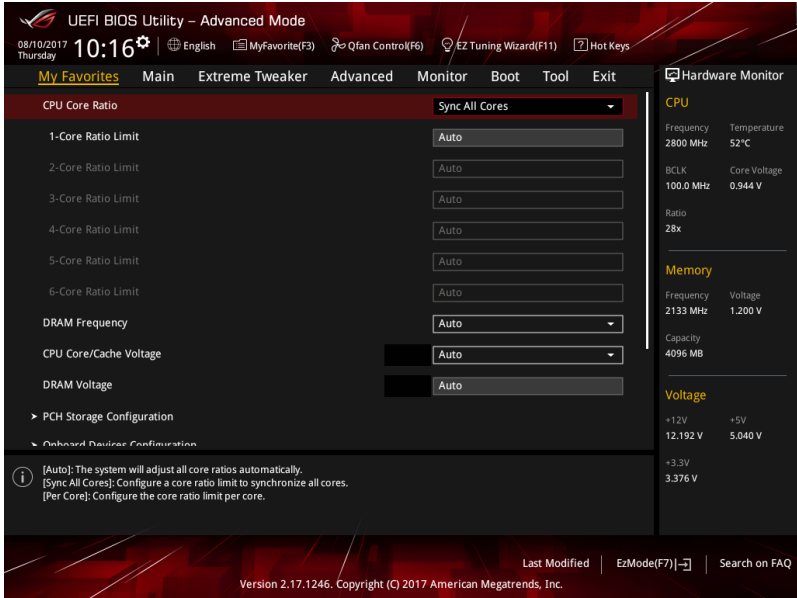 UEFI BIOS Utility – Advanced Mode
08/10/2017
Thursday
10:16
English
MyFavorite(F3)
Qfan Control(F6)
EZ Tuning Wizard(F11)
? Hot Keys
My Favorites Main Extreme Tweaker Advanced Monitor Boot Tool Exit
CPU Core Ratio Sync All Cores
1-Core Ratio Limit Auto
2-Core Ratio Limit Auto
3-Core Ratio Limit Auto
4-Core Ratio Limit Auto
5-Core Ratio Limit Auto
6-Core Ratio Limit Auto
DRAM Frequency Auto
CPU Core/Cache Voltage Auto
DRAM Voltage Auto
> PCH Storage Configuration
> Onboard Devices Configuration
i
[Auto]: The system will adjust all core ratios automatically.
[Sync All Cores]: Configure a core ratio limit to synchronize all cores.
[Per Core]: Configure the core ratio limit per core.
Hardware Monitor
CPU
Frequency Temperature
2800 MHz 52°C
BCLK Core Voltage
100.0 MHz 0.944 V
Ratio
28x
Memory
Frequency Voltage
2133 MHz 1.200 V
Capacity
4096 MB
Voltage
+12V +5V
12.192 V 5.040 V
+3.3V
3.376 V
Last Modified
EzMode(F7)
Search on FAQ
Version 2.17.1246. Copyright (C) 2017 American Megatrends, Inc.